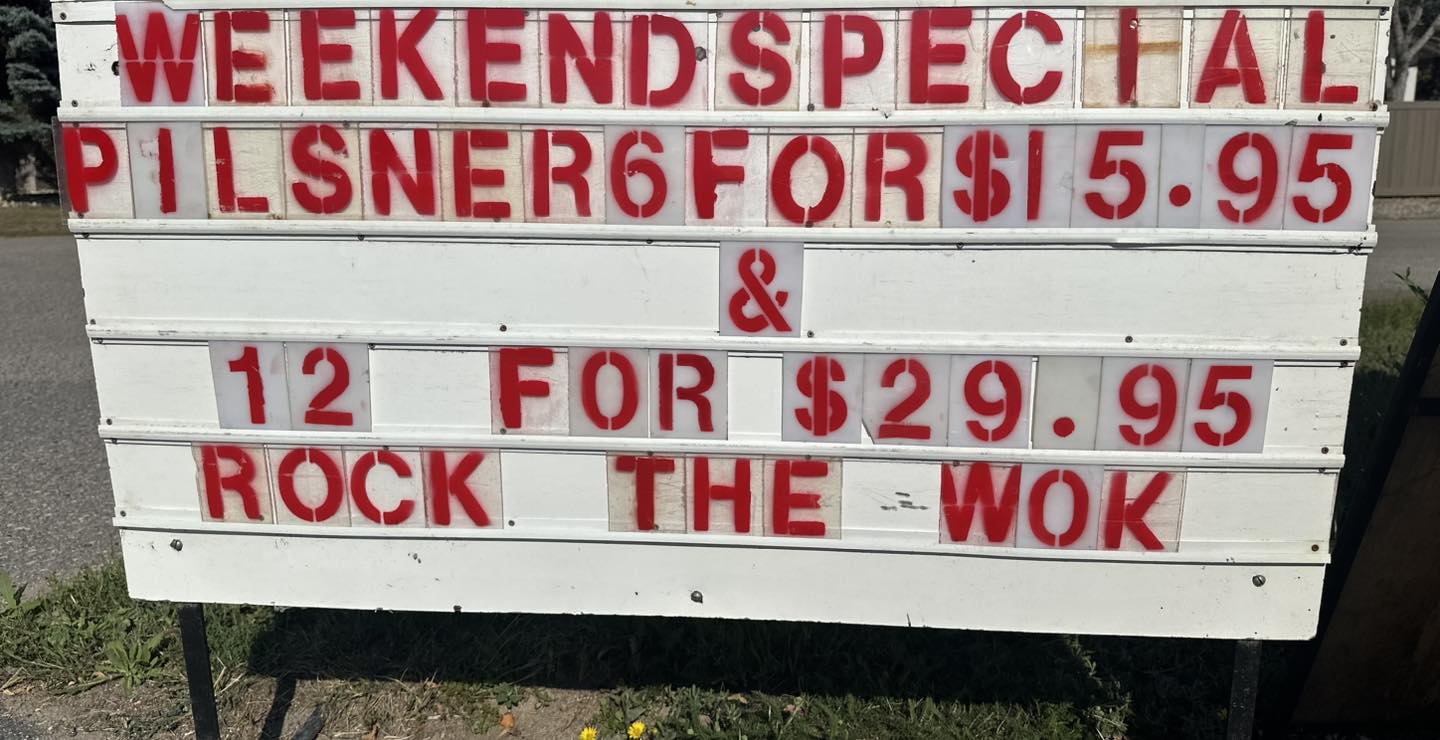 WEEKENDSPECIAL
PILSNER6FOR$15.95
&
12 FOR $29.95
ROCK THE WOK